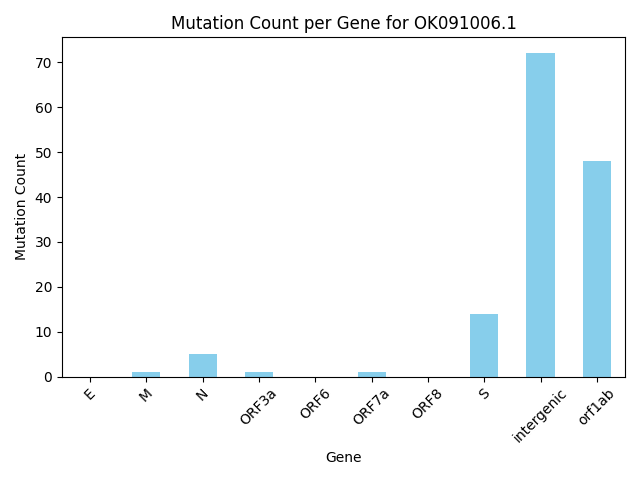 Mutation Count per Gene for OK091006.1
Mutation Count
70
60
50
40
30
20
10
0
E
M
N
ORF3a
ORF6
ORF7a
ORF8
S
intergenic
orf1ab
Gene